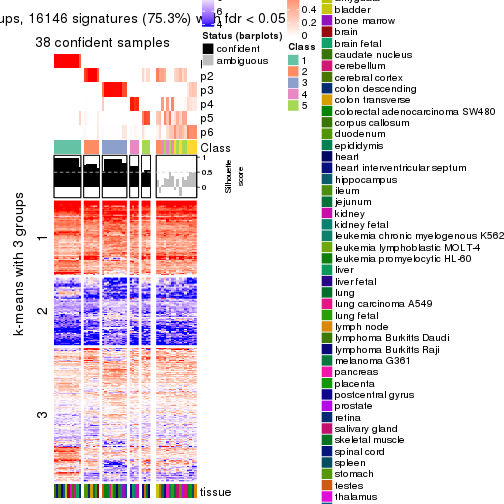 ups, 16146 signatures (75.3%) with fdr < 0.05
38 confident samples
p2
p3
p4
p5
p6
Class
1
0.5
0
Silhouette
score
k-means with 3 groups
1
2
3
tissue
6
4
Status (barplots)
confident
ambiguous
0.4
0.2
0
Class
1
2
3
4
5
bladder
bone marrow
brain
brain fetal
caudate nucleus
cerebellum
cerebral cortex
colon descending
colon transverse
colorectal adenocarcinoma SW480
corpus callosum
duodenum
epididymis
heart
heart interventricular septum
hippocampus
ileum
jejunum
kidney
kidney fetal
leukemia chronic myelogenous K562
leukemia lymphoblastic MOLT-4
leukemia promyelocytic HL-60
liver
liver fetal
lung
lung carcinoma A549
lung fetal
lymph node
lymphoma Burkitts Daudi
lymphoma Burkitts Raji
melanoma G361
pancreas
placenta
postcentral gyrus
prostate
retina
salivary gland
skeletal muscle
spinal cord
spleen
stomach
testes
thalamus